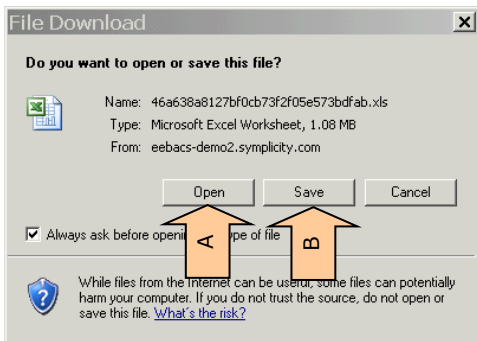 File Download
Do you want to open or save this file?
Name: 46a638a8127bf0cb73f2f05e573bdfab.xls
Type: Microsoft Excel Worksheet, 1.08 MB
From: eebacs-demo2.symplicity.com
Open Save Cancel
Always ask before pe of file
A B
While files from the Internet can be useful, some files can potentially
harm your computer. If you do not trust the source, do not open or
save this file. What's the risk?